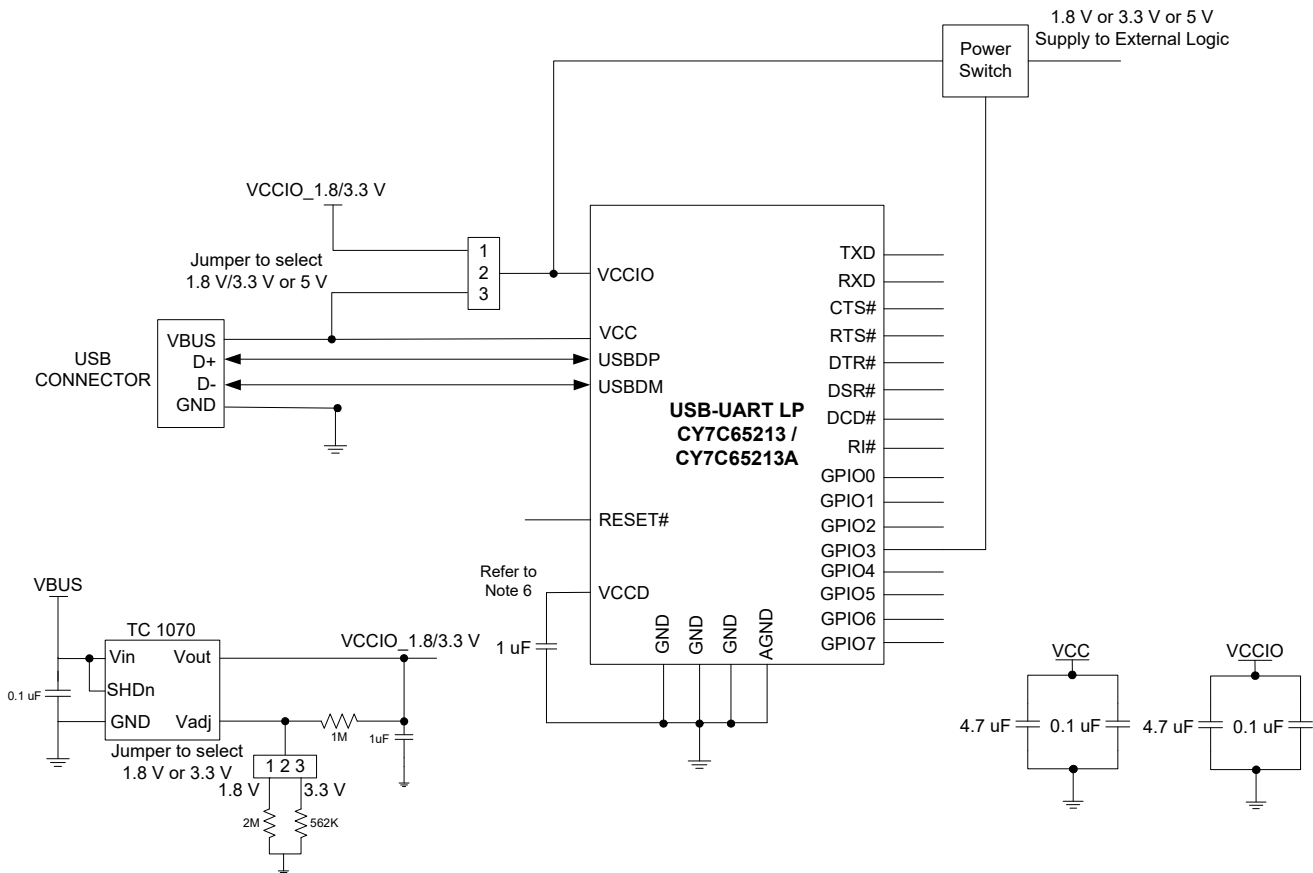 1.8 V or 3.3 V or 5 V
Supply to External Logic
Power
Switch
VCCIO_1.8/3.3 V
Jumper to select
1.8 V/3.3 V or 5 V
1
2
3
USB
CONNECTOR
VBUS
D+
D-
GND
VCCIO
VCC
USBDP
USBDM
RESET#
VCCD
USB-UART LP
CY7C65213 /
CY7C65213A
TXD
RXD
CTS#
RTS#
DTR#
DSR#
DCD#
RI#
GPIO0
GPIO1
GPIO2
GPIO3
GPIO4
GPIO5
GPIO6
GPIO7
GND
GND
GND
AGND
Refer to
Note 6
1 uF
VBUS
TC 1070
Vin
Vout
SHDn
GND
Vadj
0.1 uF
VCCIO_1.8/3.3 V
1M
1uF
Jumper to select
1.8 V or 3.3 V
1 2 3
1.8 V
3.3 V
2M
562K
VCC
4.7 uF
0.1 uF
VCCIO
4.7 uF
0.1 uF